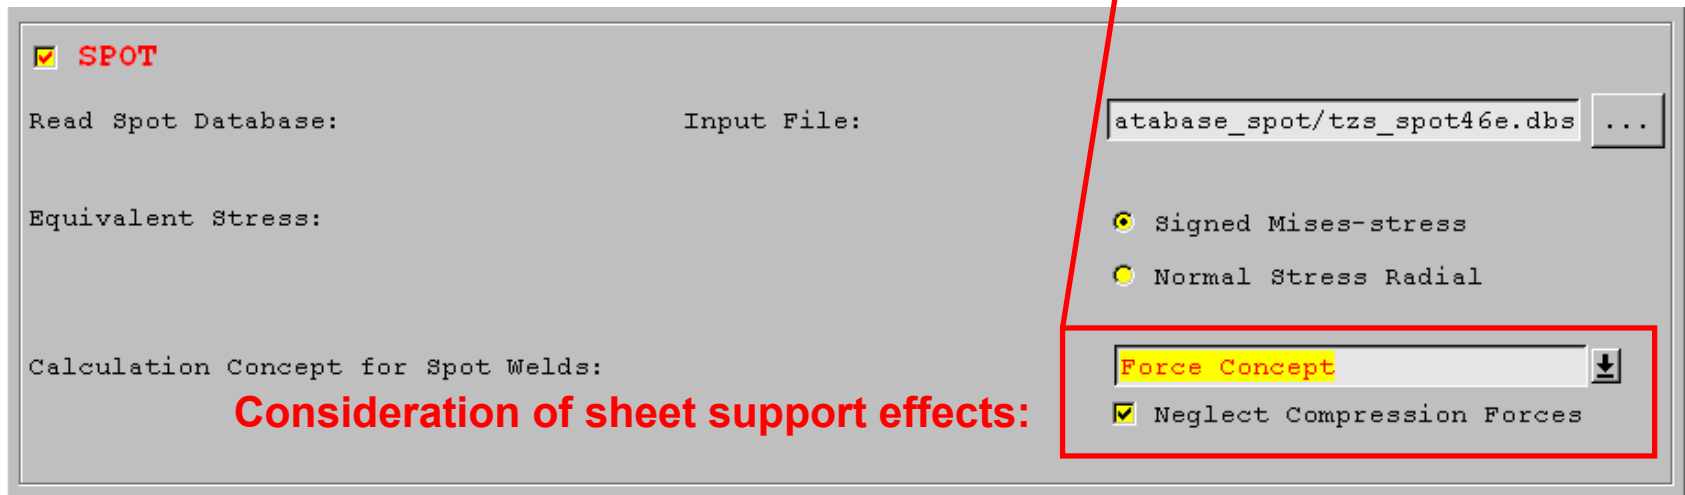 SPOT
Read Spot Database: Input File: atabase_spot/tzs_spot46e.dbs ...
Equivalent Stress: Signed Mises-stress
Normal Stress Radial
Calculation Concept for Spot Welds: Force Concept
Consideration of sheet support effects: Neglect Compression Forces